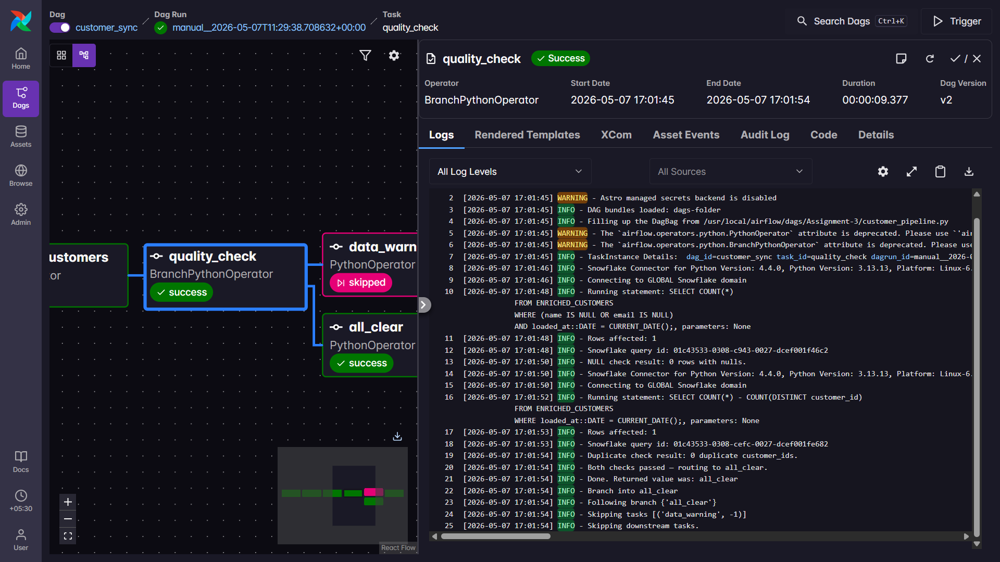 Dag
customer_sync
Dag Run
manual__2026-05-07T11:29:38.708632+00:00
Task
quality_check
Search Dags
Ctrl+K
Trigger
Home
Dags
Assets
Browse
Admin
Docs
+05:30
User
ustomers
or
quality_check
BranchPythonOperator
success
data_warn
PythonOperator
skipped
all_clear
PythonOperator
success
React Flow
quality_check
Success
/
Operator
Start Date
End Date
Duration
Dag Version
BranchPythonOperator
2026-05-07 17:01:45
2026-05-07 17:01:54
00:00:09.377
v2
Logs
Rendered Templates
XCom
Asset Events
Audit Log
Code
Details
All Log Levels
All Sources
2 [2026-05-07 17:01:45] WARNING - Astro managed secrets backend is disabled
3 [2026-05-07 17:01:45] INFO - DAG bundles loaded: dags-folder
4 [2026-05-07 17:01:45] INFO - Filling up the DagBag from /usr/local/airflow/dags/Assignment-3/customer_pipeline.py
5 [2026-05-07 17:01:45] WARNING - The `airflow.operators.python.PythonOperator` attribute is deprecated. Please use `'air
6 [2026-05-07 17:01:45] WARNING - The `airflow.operators.python.BranchPythonOperator` attribute is deprecated. Please use
7 [2026-05-07 17:01:45] INFO - TaskInstance Details: dag_id=customer_sync task_id=quality_check dagrun_id=manual__2026-0
8 [2026-05-07 17:01:46] INFO - Snowflake Connector for Python Version: 4.4.0, Python Version: 3.13.13, Platform: Linux-6.
9 [2026-05-07 17:01:46] INFO - Connecting to GLOBAL Snowflake domain
10 [2026-05-07 17:01:48] INFO - Running statement: SELECT COUNT(*)
FROM ENRICHED_CUSTOMERS
WHERE (name IS NULL OR email IS NULL)
AND loaded_at::DATE = CURRENT_DATE();, parameters: None
11 [2026-05-07 17:01:48] INFO - Rows affected: 1
12 [2026-05-07 17:01:48] INFO - Snowflake query id: 01c43533-0308-c943-0027-dcef001f46c2
13 [2026-05-07 17:01:50] INFO - NULL check result: 0 rows with nulls.
14 [2026-05-07 17:01:50] INFO - Snowflake Connector for Python Version: 4.4.0, Python Version: 3.13.13, Platform: Linux-6.
15 [2026-05-07 17:01:50] INFO - Connecting to GLOBAL Snowflake domain
16 [2026-05-07 17:01:52] INFO - Running statement: SELECT COUNT(*) - COUNT(DISTINCT customer_id)
FROM ENRICHED_CUSTOMERS
WHERE loaded_at::DATE = CURRENT_DATE();, parameters: None
17 [2026-05-07 17:01:53] INFO - Rows affected: 1
18 [2026-05-07 17:01:53] INFO - Snowflake query id: 01c43533-0308-cefc-0027-dcef001fe682
19 [2026-05-07 17:01:54] INFO - Duplicate check result: 0 duplicate customer_ids.
20 [2026-05-07 17:01:54] INFO - Both checks passed — routing to all_clear.
21 [2026-05-07 17:01:54] INFO - Done. Returned value was: all_clear
22 [2026-05-07 17:01:54] INFO - Branch into all_clear
23 [2026-05-07 17:01:54] INFO - Following branch {'all_clear'}
24 [2026-05-07 17:01:54] INFO - Skipping tasks [('data_warning', -1)]
25 [2026-05-07 17:01:54] INFO - Skipping downstream tasks.